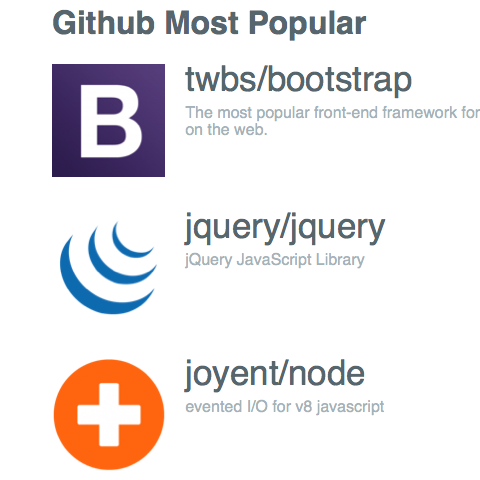 Github Most Popular
B
twbs/bootstrap
The most popular front-end framework for
on the web.
jquery/jquery
jQuery JavaScript Library
joyent/node
evented I/O for v8 javascript